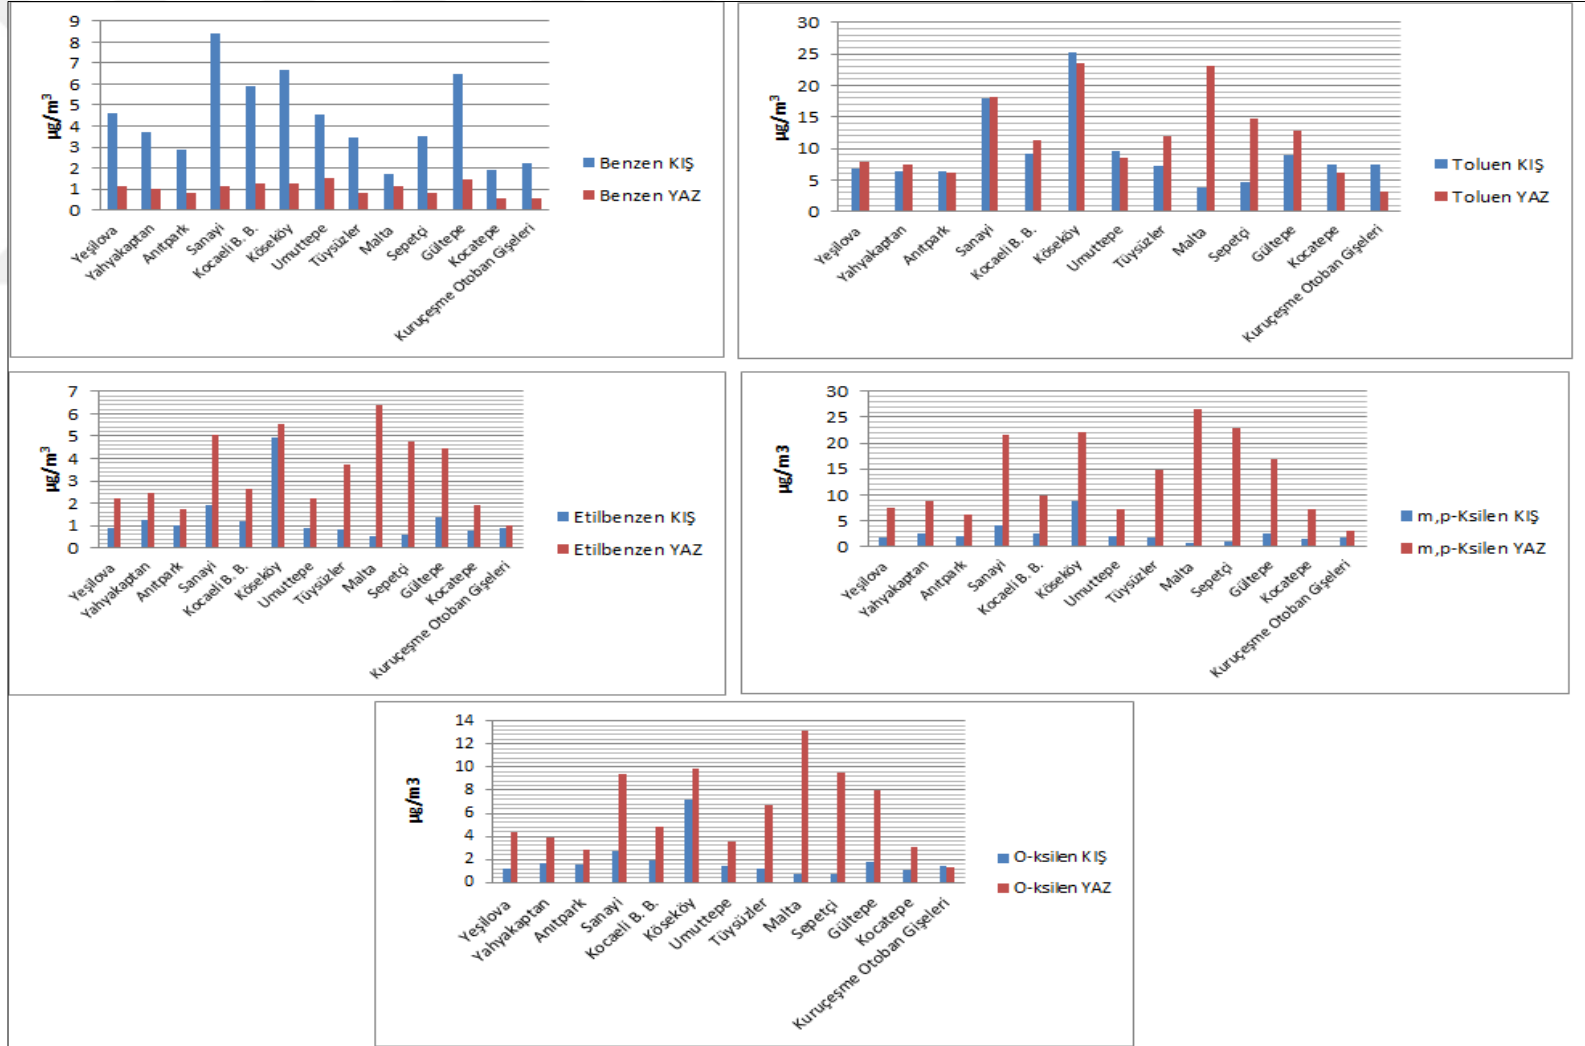 9
8
7
6
5
4
3
2
1
0
µg/m³
Yeşilova
Yahyakaptan
Anıtpark
Sanayi
Kocaeli B. B.
Köseköy
Umuttepe
Tüysüzler
Malta
Sepetçi
Gültepe
Kocatepe
Kuruçeşme Otoban Gişeleri
Benzen KIŞ
Benzen YAZ
30
25
20
15
10
5
0
µg/m³
Yeşilova
Yahyakaptan
Anıtpark
Sanayi
Kocaeli B. B.
Köseköy
Umuttepe
Tüysüzler
Malta
Sepetçi
Gültepe
Kocatepe
Kuruçeşme Otoban Gişeleri
Toluen KIŞ
Toluen YAZ
7
6
5
4
3
2
1
0
µg/m³
Yeşilova
Yahyakaptan
Anıtpark
Sanayi
Kocaeli B. B.
Köseköy
Umuttepe
Tüysüzler
Malta
Sepetçi
Gültepe
Kocatepe
Kuruçeşme Otoban Gişeleri
Etilbenzen KIŞ
Etilbenzen YAZ
30
25
20
15
10
5
0
µg/m3
Yeşilova
Yahyakaptan
Anıtpark
Sanayi
Kocaeli B. B.
Köseköy
Umuttepe
Tüysüzler
Malta
Sepetçi
Gültepe
Kocatepe
Kuruçeşme Otoban Gişeleri
m,p-Ksilen KIŞ
m,p-Ksilen YAZ
14
12
10
8
6
4
2
0
µg/m3
Yeşilova
Yahyakaptan
Anıtpark
Sanayi
Kocaeli B. B.
Köseköy
Umuttepe
Tüysüzler
Malta
Sepetçi
Gültepe
Kocatepe
Kuruçeşme Otoban Gişeleri
O-ksilen KIŞ
O-ksilen YAZ